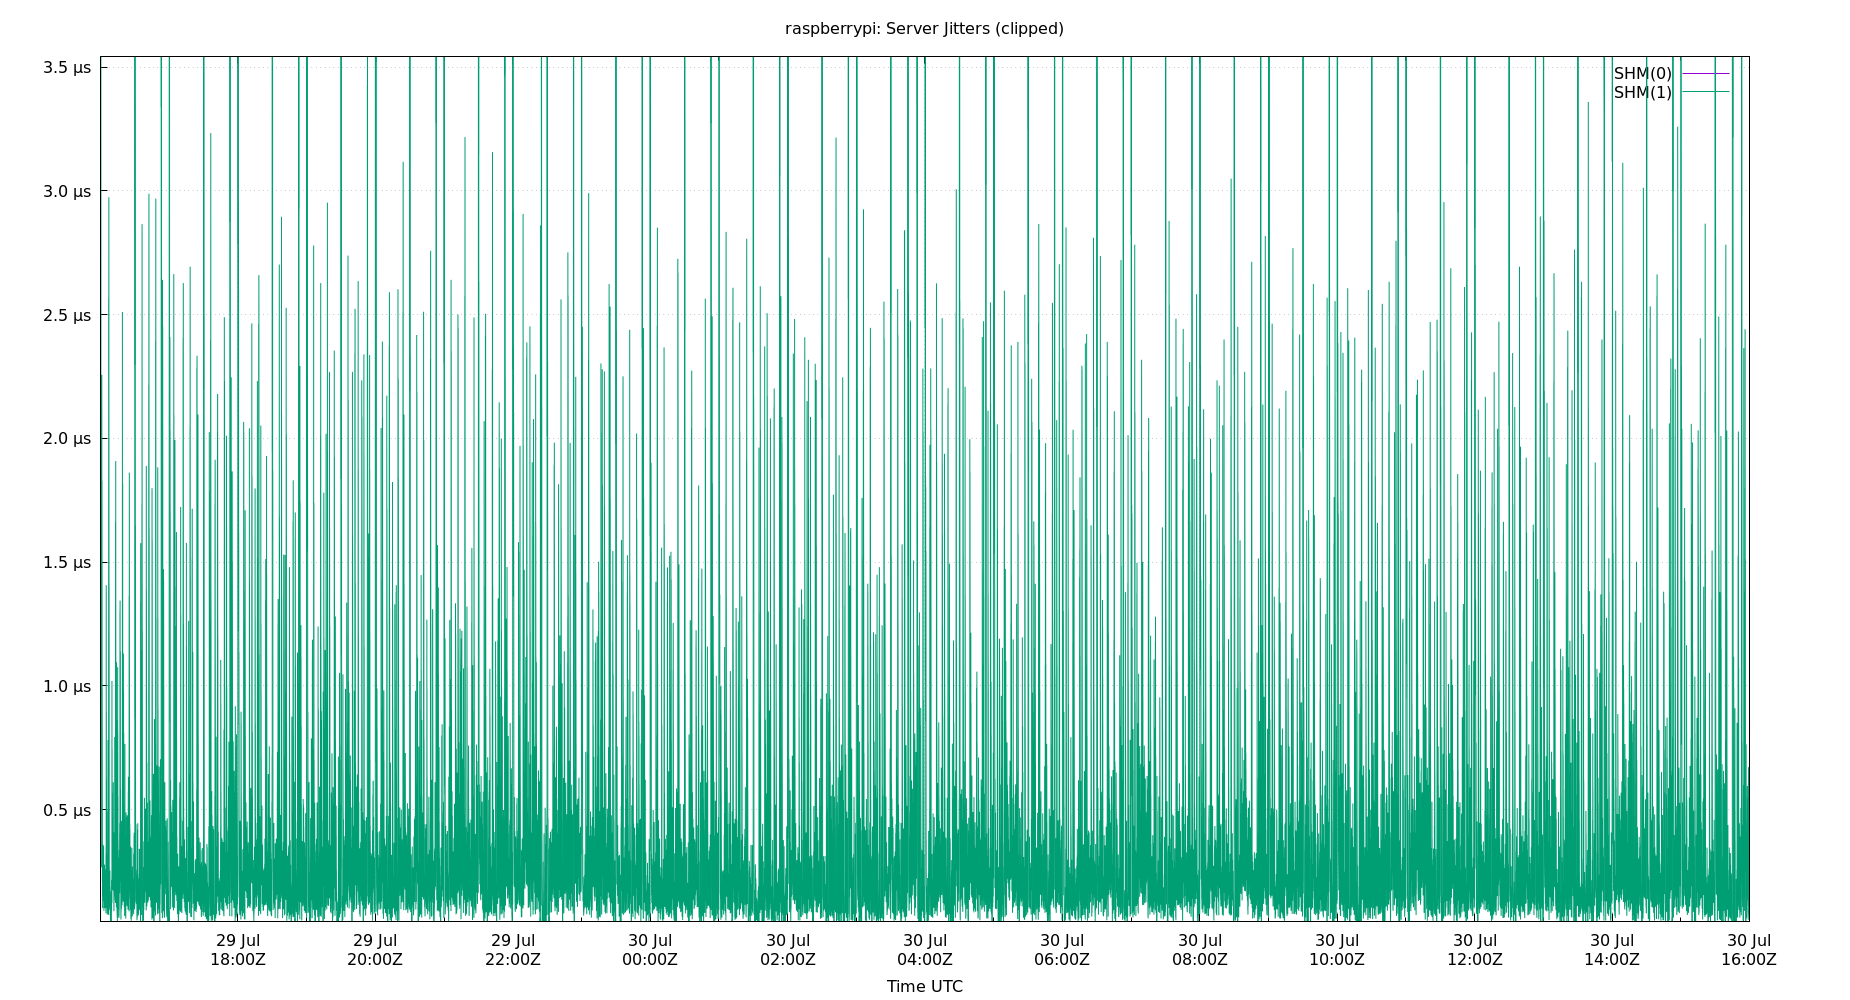 raspberrypi: Server Jitters (clipped)
3.5 µs
3.0 µs
2.5 µs
2.0 µs
1.5 µs
1.0 µs
0.5 µs
SHM(0)
SHM(1)
29 Jul
18:00Z
29 Jul
20:00Z
29 Jul
22:00Z
30 Jul
00:00Z
30 Jul
02:00Z
30 Jul
04:00Z
30 Jul
06:00Z
30 Jul
08:00Z
30 Jul
10:00Z
30 Jul
12:00Z
30 Jul
14:00Z
30 Jul
16:00Z
Time UTC